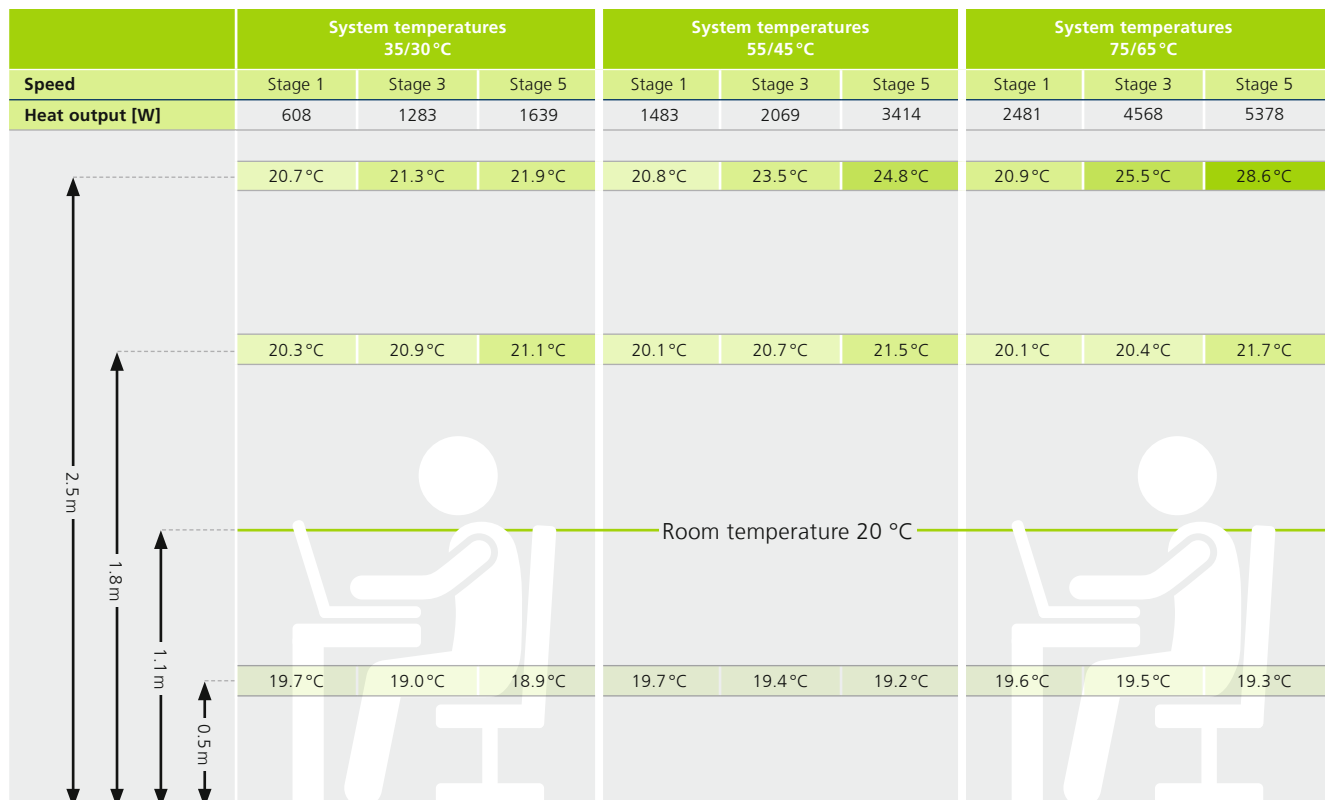 System temperatures
35/30 °C
System temperatures
55/45 °C
System temperatures
75/65 °C
Speed Stage 1 Stage 3 Stage 5 Stage 1 Stage 3 Stage 5 Stage 1 Stage 3 Stage 5
Heat output [W] 608 1283 1639 1483 2069 3414 2481 4568 5378
20.7 °C 21.3 °C 21.9 °C 20.8 °C 23.5 °C 24.8 °C 20.9 °C 25.5 °C 28.6 °C
20.3 °C 20.9 °C 21.1 °C 20.1 °C 20.7 °C 21.5 °C 20.1 °C 20.4 °C 21.7 °C
2.5 m
Room temperature 20 °C
1.8 m
1.1 m
19.7 °C 19.0 °C 18.9 °C 19.7 °C 19.4 °C 19.2 °C 19.6 °C 19.5 °C 19.3 °C
0.5 m